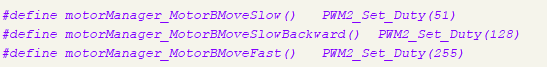 #define motorManager_MotorBMoveSlow()   PWM2_Set_Duty(51)
#define motorManager_MotorBMoveSlowBackward()  PWM2_Set_Duty(128)
#define motorManager_MotorBMoveFast()   PWM2_Set_Duty(255)